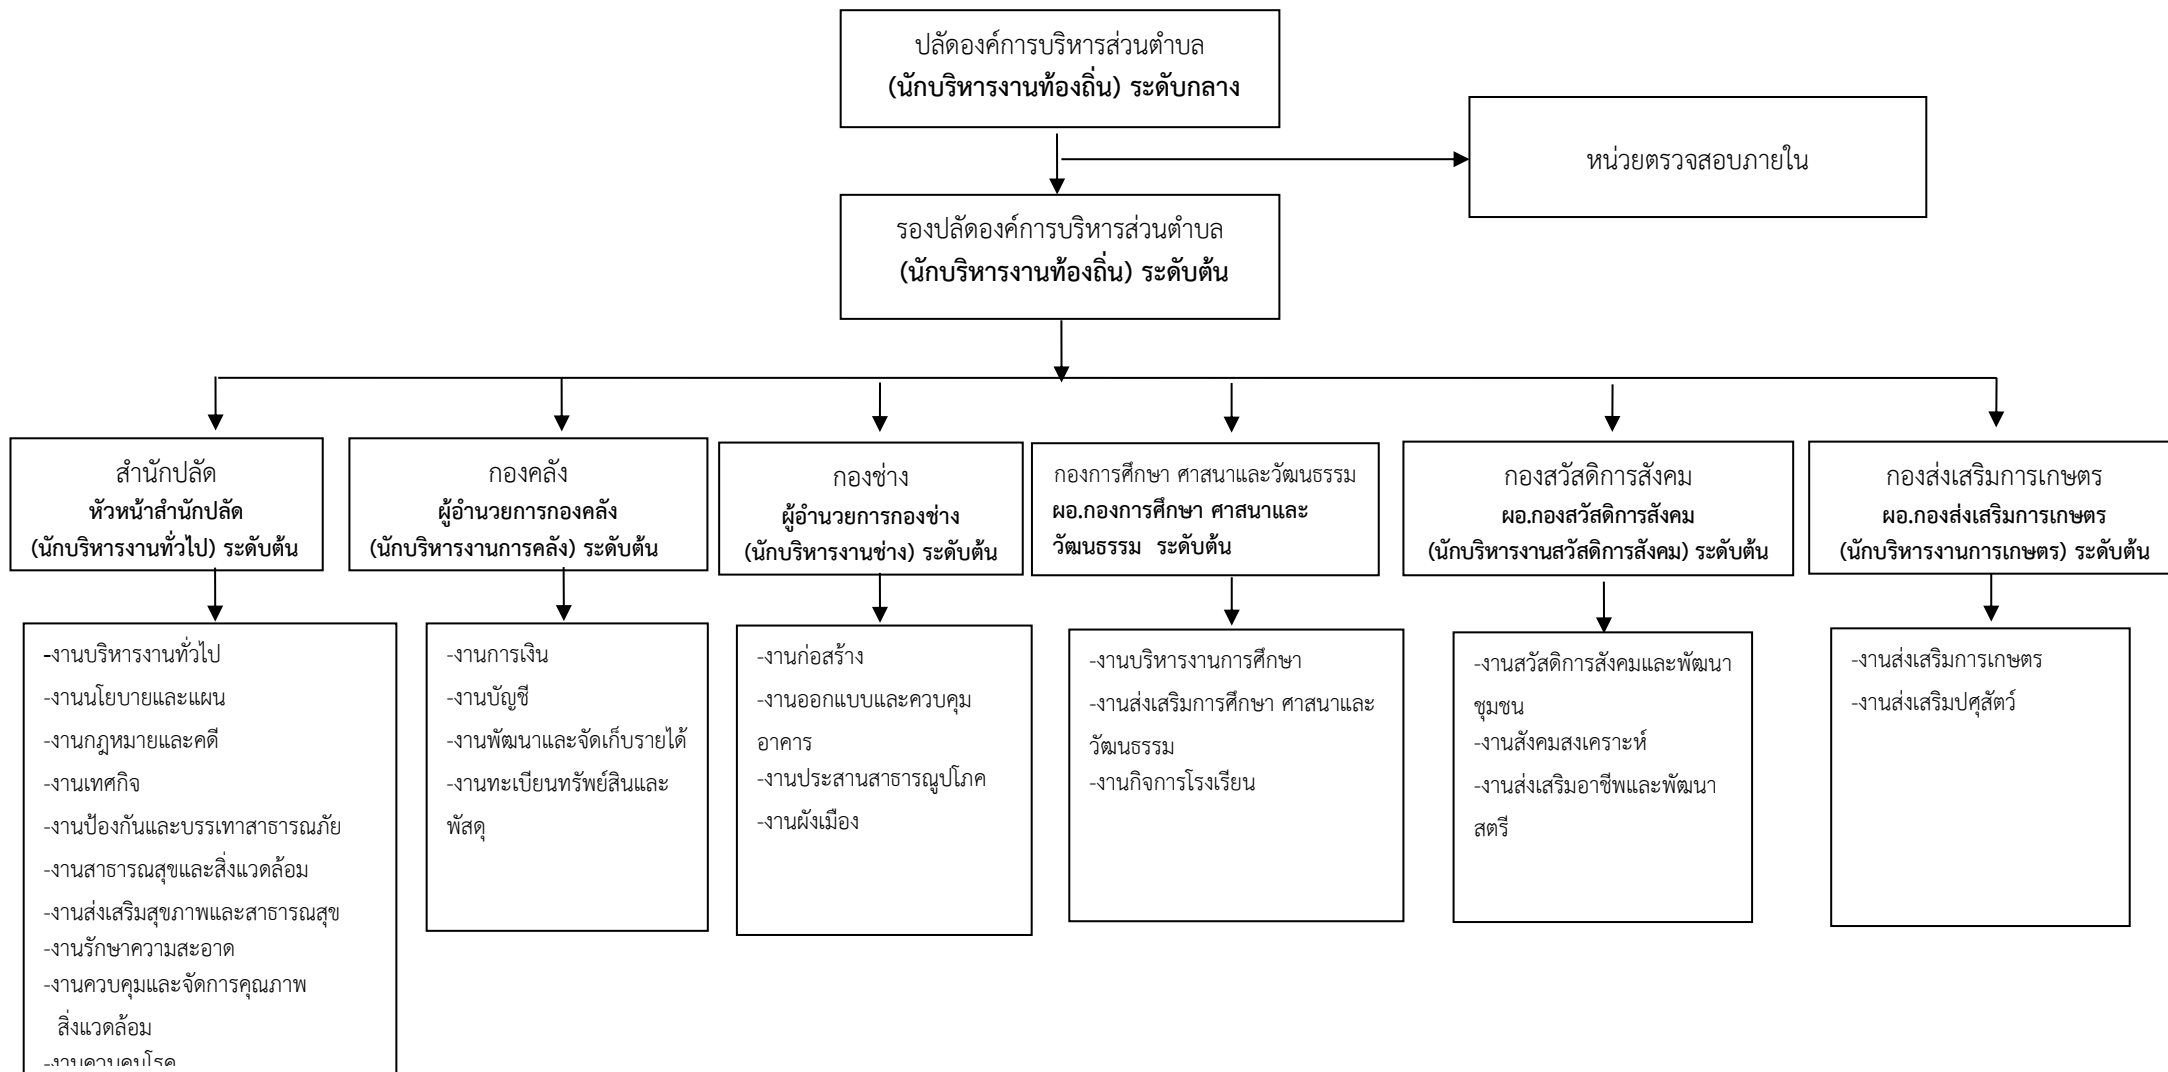 ปลัดองค์การบริหารส่วนตำบล
(นักบริหารงานท้องถิ่น) ระดับกลาง
หน่วยตรวจสอบภายใน
รองปลัดองค์การบริหารส่วนตำบล
(นักบริหารงานท้องถิ่น) ระดับต้น
สำนักปลัด
หัวหน้าสำนักปลัด
(นักบริหารงานทั่วไป) ระดับต้น
กองคลัง
ผู้อำนวยการกองคลัง
(นักบริหารงานการคลัง) ระดับต้น
กองช่าง
ผู้อำนวยการกองช่าง
(นักบริหารงานช่าง) ระดับต้น
กองการศึกษา ศาสนาและวัฒนธรรม
ผอ.กองการศึกษา ศาสนาและ
วัฒนธรรม ระดับต้น
กองสวัสดิการสังคม
ผอ.กองสวัสดิการสังคม
(นักบริหารงานสวัสดิการสังคม) ระดับต้น
กองส่งเสริมการเกษตร
ผอ.กองส่งเสริมการเกษตร
(นักบริหารงานการเกษตร) ระดับต้น
-งานบริหารงานทั่วไป
-งานนโยบายและแผน
-งานกฎหมายและคดี
-งานเทศกิจ
-งานป้องกันและบรรเทาสาธารณภัย
-งานสาธารณสุขและสิ่งแวดล้อม
-งานส่งเสริมสุขภาพและสาธารณสุข
-งานรักษาความสะอาด
-งานควบคุมและจัดการคุณภาพ
สิ่งแวดล้อม
-งานควบคุมโรค
-งานการเงิน
-งานบัญชี
-งานพัฒนาและจัดเก็บรายได้
-งานทะเบียนทรัพย์สินและ
พัสดุ
-งานก่อสร้าง
-งานออกแบบและควบคุม
อาคาร
-งานประสานสาธารณูปโภค
-งานผังเมือง
-งานบริหารงานการศึกษา
-งานส่งเสริมการศึกษา ศาสนาและ
วัฒนธรรม
-งานกิจการโรงเรียน
-งานสวัสดิการสังคมและพัฒนา
ชุมชน
-งานสังคมสงเคราะห์
-งานส่งเสริมอาชีพและพัฒนา
สตรี
-งานส่งเสริมการเกษตร
-งานส่งเสริมปศุสัตว์